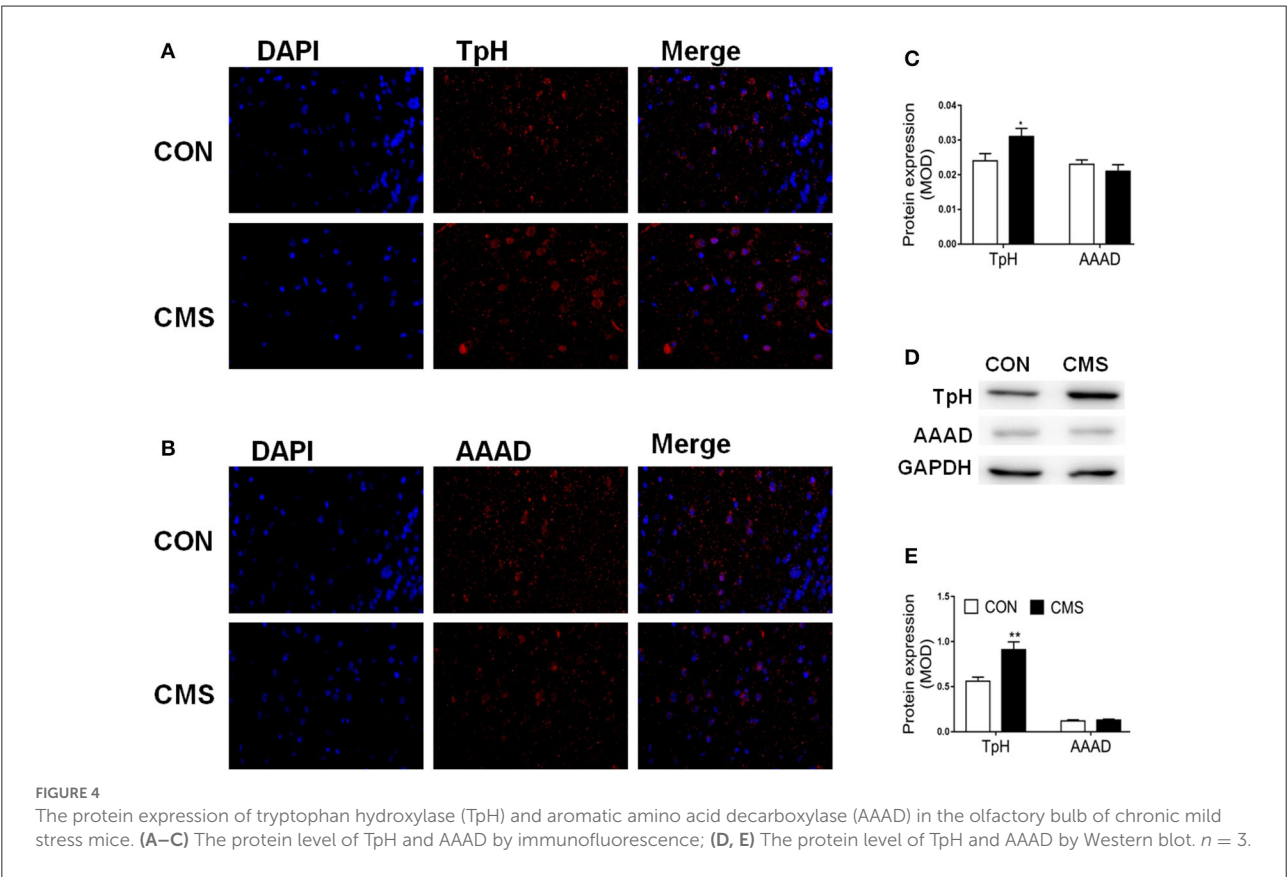 A
DAPI TpH Merge
CON
CMS
B
DAPI AAAD Merge
CON
CMS
C
Protein expression
(MOD)
0.04
0.03
0.02
0.01
0.00
*
TpH AAAD
D
CON CMS
TpH
AAAD
GAPDH
E
Protein expression
(MOD)
1.5
1.0
0.5
0.0
CON CMS
**
TpH AAAD
FIGURE 4
The protein expression of tryptophan hydroxylase (TpH) and aromatic amino acid decarboxylase (AAAD) in the olfactory bulb of chronic mild
stress mice. (A–C) The protein level of TpH and AAAD by immunofluorescence; (D, E) The protein level of TpH and AAAD by Western blot. n = 3.